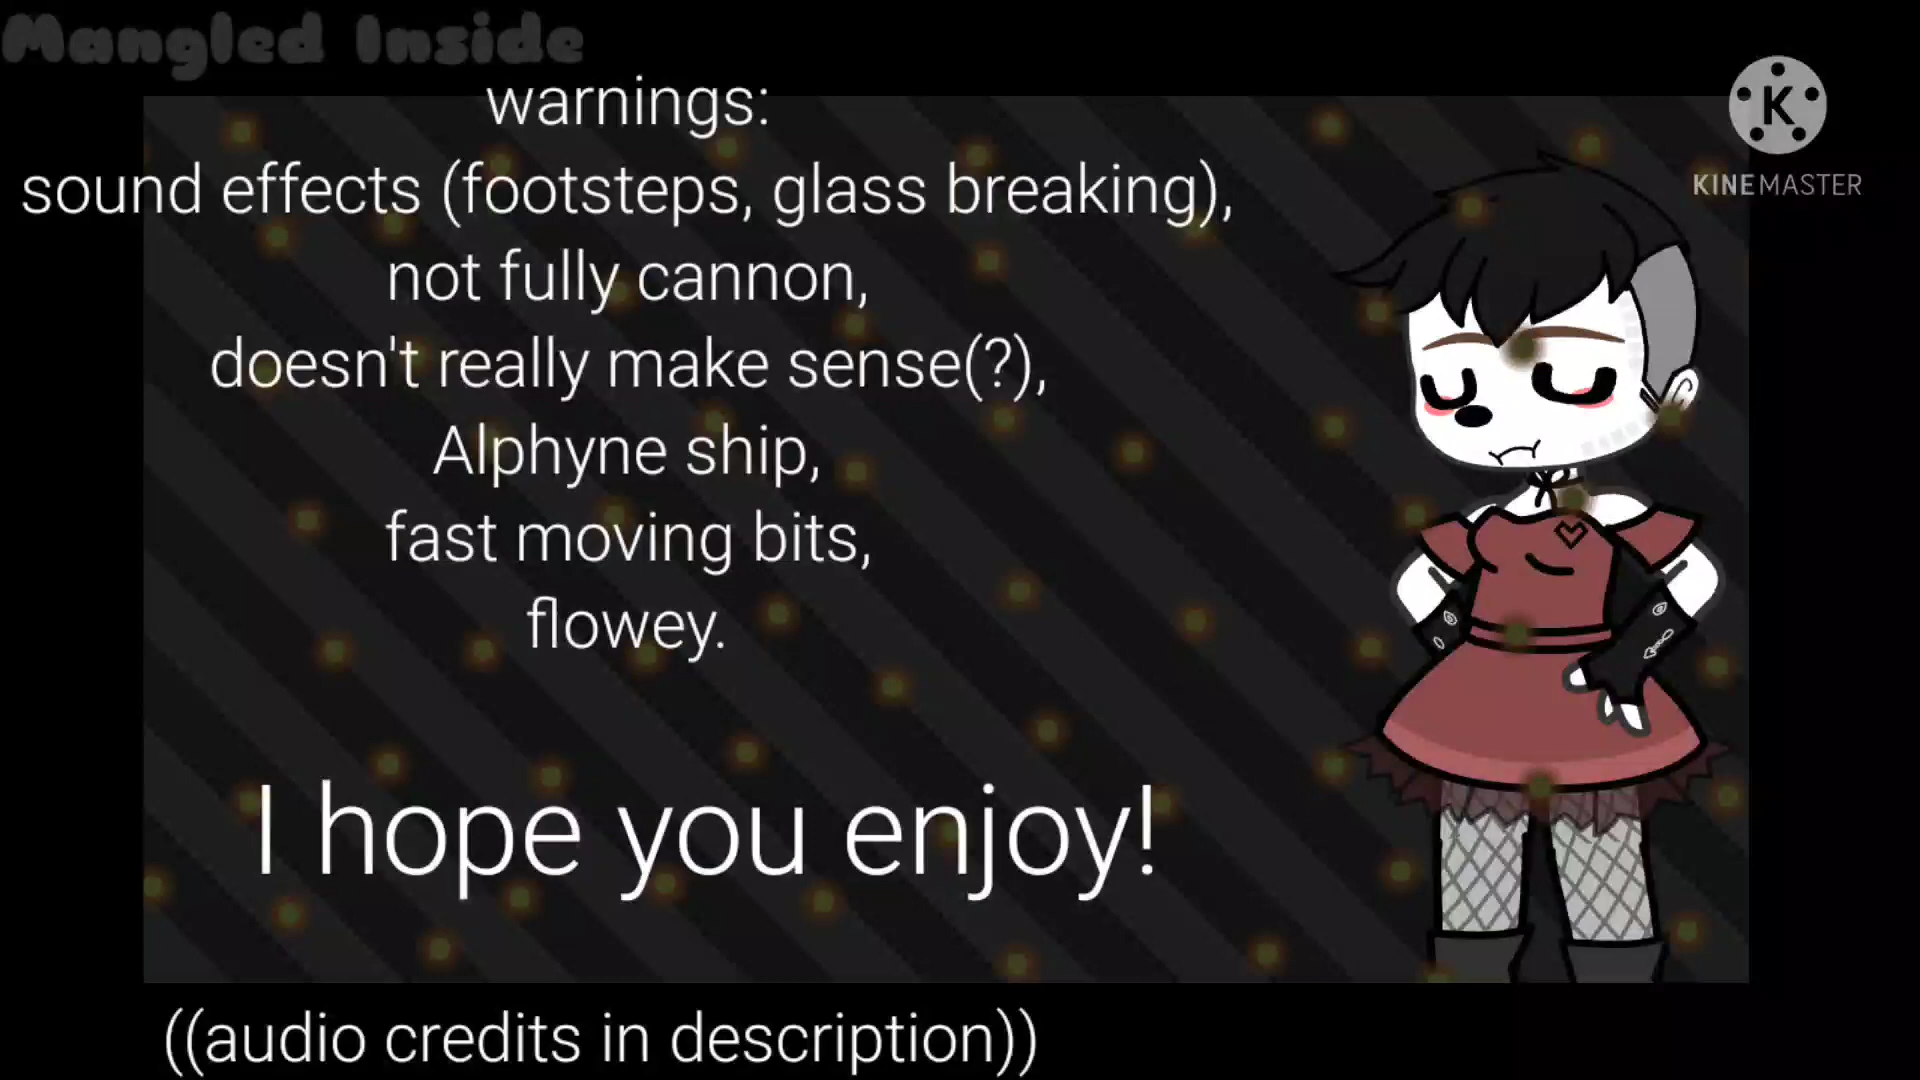 Mangled Inside
warnings:
K
KINEMASTER
sound effects (footsteps, glass breaking),
not fully cannon,
doesn't really make sense(?),
Alphyne ship,
fast moving bits,
flowey.
I hope you enjoy!
((audio credits in description))